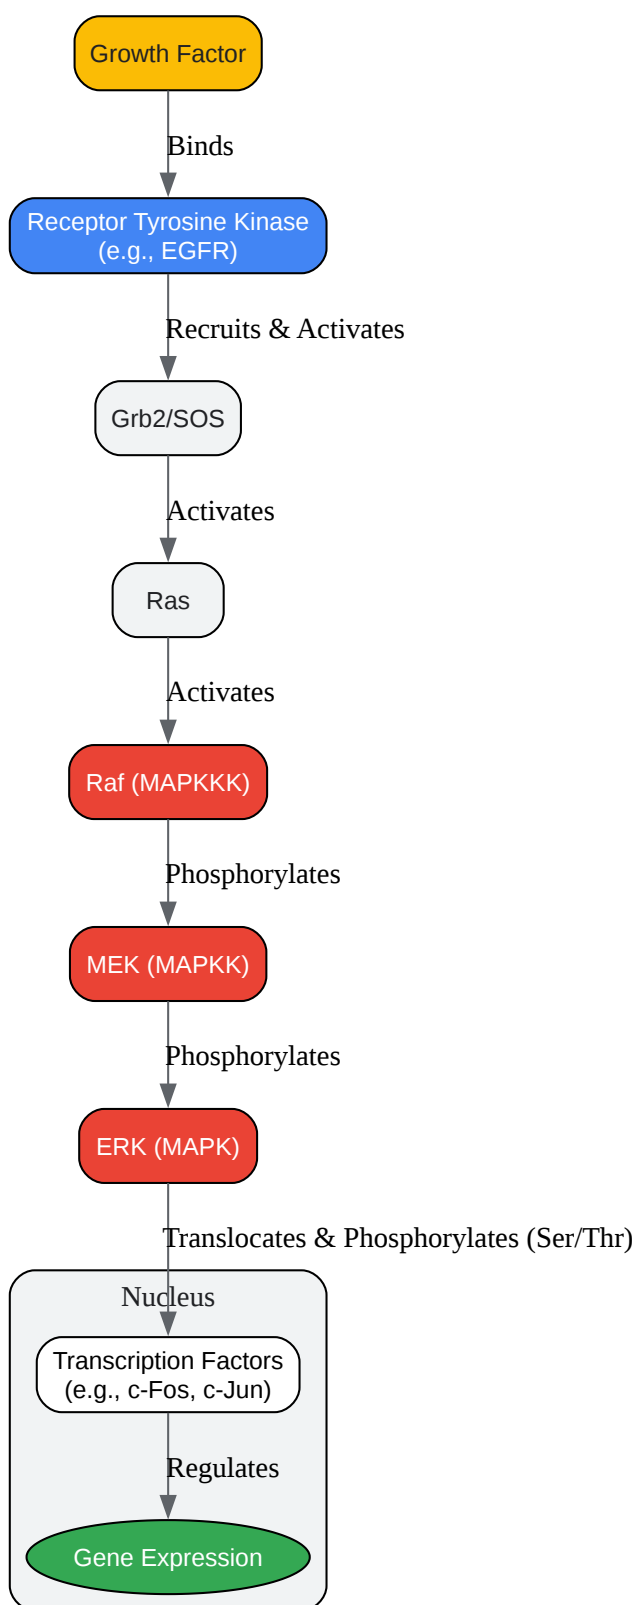 Growth Factor
Binds
Receptor Tyrosine Kinase
(e.g., EGFR)
Recruits & Activates
Grb2/SOS
Activates
Ras
Activates
Raf (MAPKKK)
Phosphorylates
MEK (MAPKK)
Phosphorylates
ERK (MAPK)
Translocates & Phosphorylates (Ser/Thr)
Nucleus
Transcription Factors
(e.g., c-Fos, c-Jun)
Regulates
Gene Expression